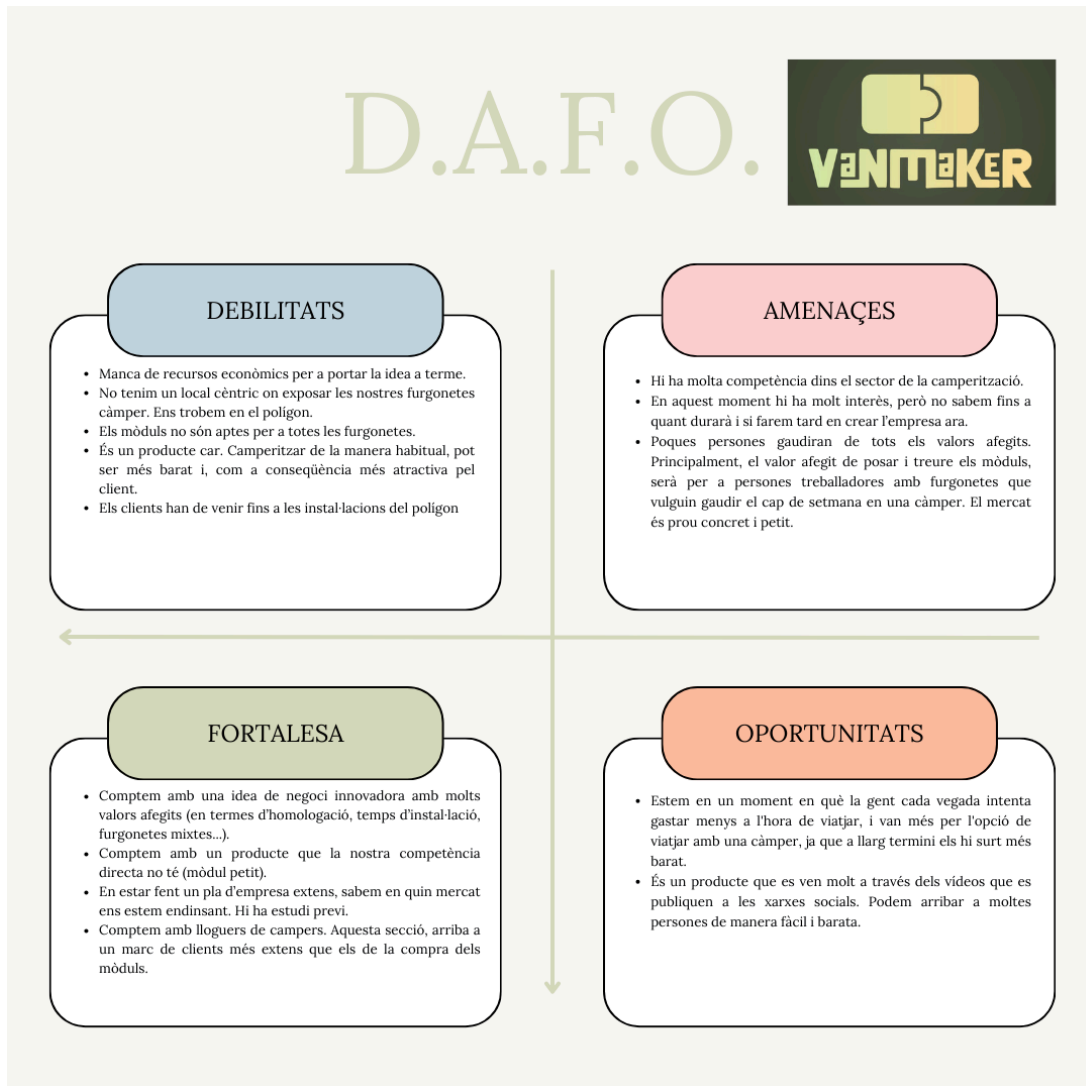 D.A.F.O.
VaNMaKeR
DEBILITATS
Manca de recursos econòmics per a portar la idea a terme.
No tenim un local cèntric on exposar les nostres furgonetes
càmper. Ens trobem en el polígon.
Els mòduls no són aptes per a totes les furgonetes.
És un producte car. Camperitzar de la manera habitual, pot
ser més barat i, com a conseqüència més atractiva pel
client.
Els clients han de venir fins a les instal·lacions del polígon
AMENAÇES
Hi ha molta competència dins el sector de la camperització.
En aquest moment hi ha molt interès, però no sabem fins a
quant durarà i si farem tard en crear l'empresa ara.
Poques persones gaudiran de tots els valors afegits.
Principalment, el valor afegit de posar i treure els mòduls,
serà per a persones treballadores amb furgonetes que
vulguin gaudir el cap de setmana en una càmper. El mercat
és prou concret i petit.
FORTALESA
Comptem amb una idea de negoci innovadora amb molts
valors afegits (en termes d'homologació, temps d'instal·lació,
furgonetes mixtes...).
Comptem amb un producte que la nostra competència
directa no té (mòdul petit).
En estar fent un pla d'empresa extens, sabem en quin mercat
ens estem endinsant. Hi ha estudi previ.
Comptem amb lloguers de campers. Aquesta secció, arriba a
un marc de clients més extens que els de la compra dels
mòduls.
OPORTUNITATS
Estem en un moment en què la gent cada vegada intenta
gastar menys a l'hora de viatjar, i van més per l'opció de
viatjar amb una càmper, ja que a llarg termini els hi surt més
barat.
És un producte que es ven molt a través dels vídeos que es
publiquen a les xarxes socials. Podem arribar a moltes
persones de manera fàcil i barata.